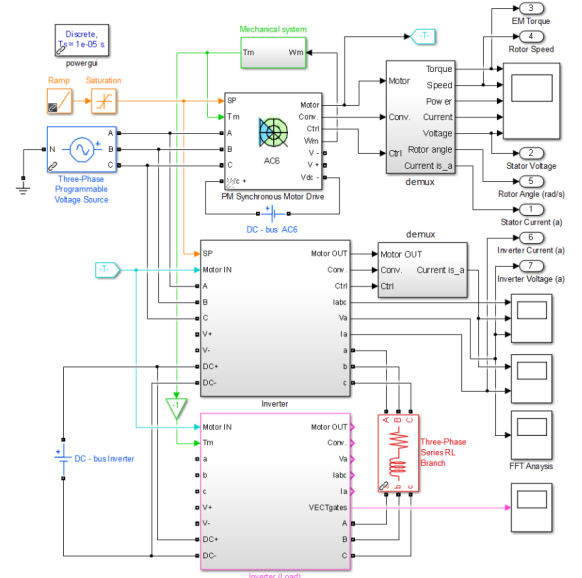 Discrete,
Ts = 1e-05 s.
powergui
Mechanical system
Tm
Wm
-T-
3
EM Torque
4
Rotor Speed
Ramp
Saturation
SP
Tm
A
B
C
Motor
Conv.
Ctrl
Wm
V -
V +
Vdc -
Vdc +
AC6
PM Synchronous Motor Drive
DC - bus AC6
N
A
B
C
Three-Phase
Programmable
Voltage Source
Motor
Conv.
Ctrl
Torque
Speed
Power
Current
Voltage
Rotor angle
Current is_a
demux
2
Stator Voltage
5
Rotor Angle (rad/s)
1
Stator Current (a)
6
Inverter Current (a)
7
Inverter Voltage (a)
demux
Motor OUT
Conv.
Ctrl
Current is_a
-T-
SP
Motor IN
A
B
C
V+
V-
DC+
DC-
Motor OUT
Conv.
Ctrl
Iabc
Va
Ia
a
b
c
Inverter
-1
DC - bus Inverter
Motor IN
Tm
a
b
c
V+
V-
DC+
DC-
Motor OUT
Conv.
Va
Iabc
Ia
VECTgates
A
B
C
Inverter (Load)
A
B
C
b
c
Three-Phase
Series RL
Branch
FFT Anaysis